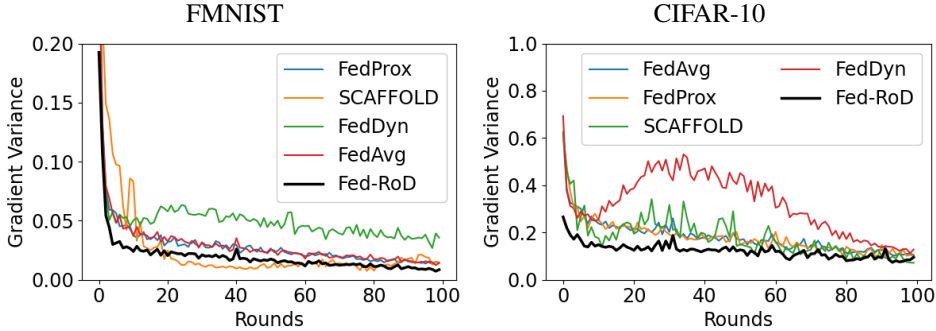 FMNIST
0.20
0.15
0.10
0.05
0.00
Gradient Variance
FedProx
SCAFFOLD
FedDyn
FedAvg
Fed-RoD
0 20 40 60 80 100
Rounds
CIFAR-10
1.0
0.8
0.6
0.4
0.2
0.0
Gradient Variance
FedAvg FedDyn
FedProx Fed-RoD
SCAFFOLD
0 20 40 60 80 100
Rounds